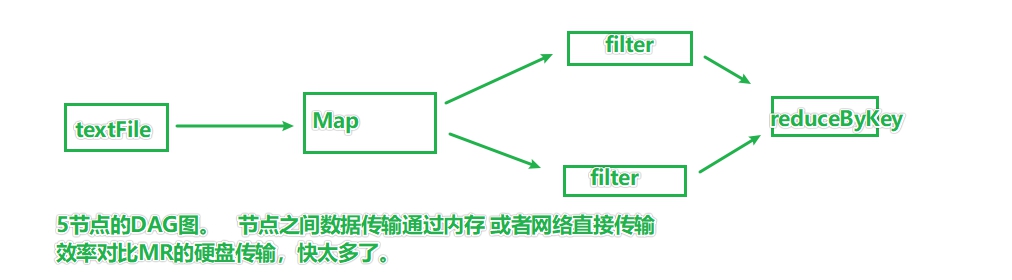 filter
textFile
Map
reduceByKey
filter
5节点的DAG图。 节点之间数据传输通过内存 或者网络直接传输
效率对比MR的硬盘传输，快太多了。